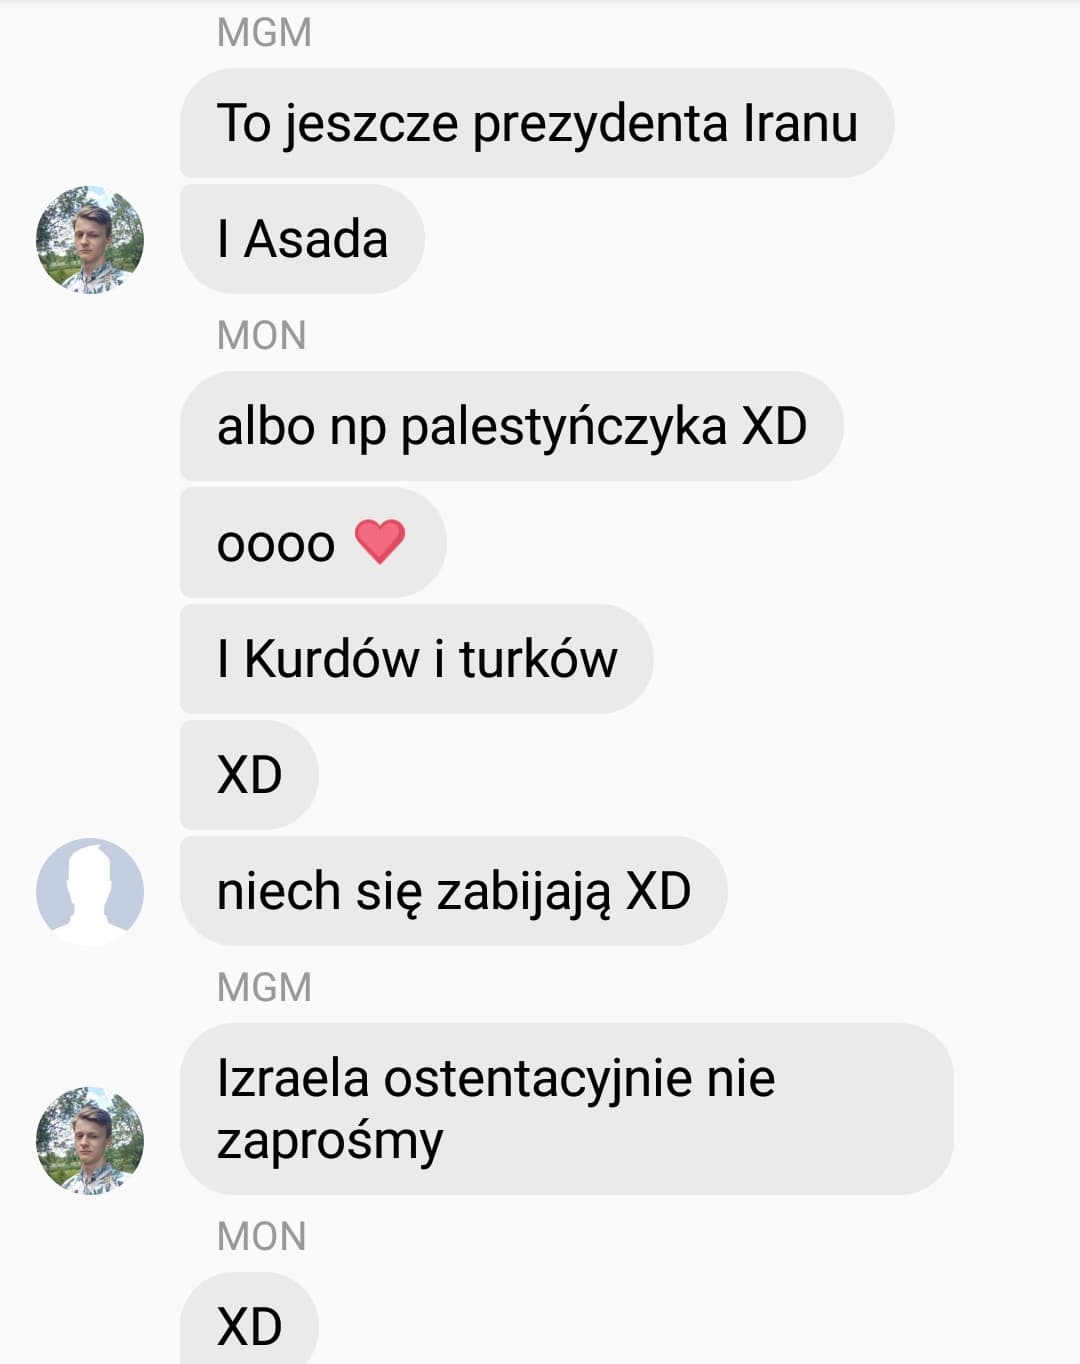 MGM
To jeszcze prezydenta Iranu
I Asada
MON
albo np palestyńczyka XD
oooo ❤
I Kurdów i turków
XD
niech się zabijają XD
MGM
Izraela ostentacyjnie nie
zaprośmy
MON
XD